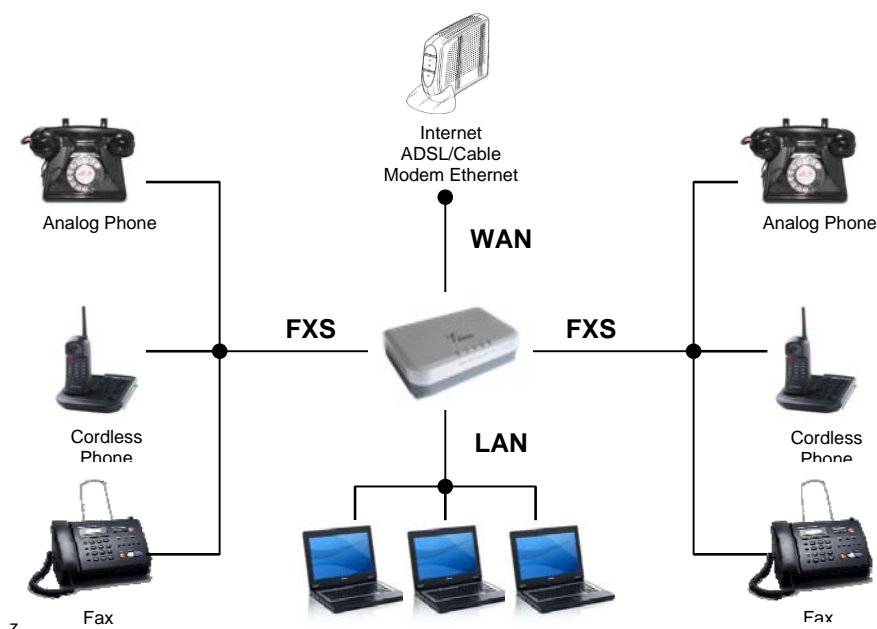 Internet
ADSL/Cable
Modem Ethernet
Analog Phone
Analog Phone
WAN
FXS
FXS
Cordless
Phone
Cordless
Phone
LAN
Fax
Fax
z